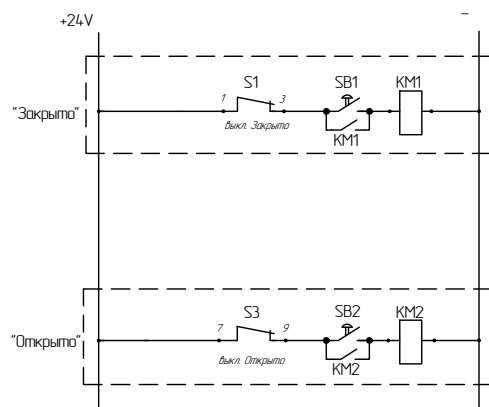 +24V –
S1 SB1 KM1
"Закрыто" 1 3
Выкл. Закрыто KM1
S3 SB2 KM2
"Открыто" 7 9
Выкл. Открыто KM2